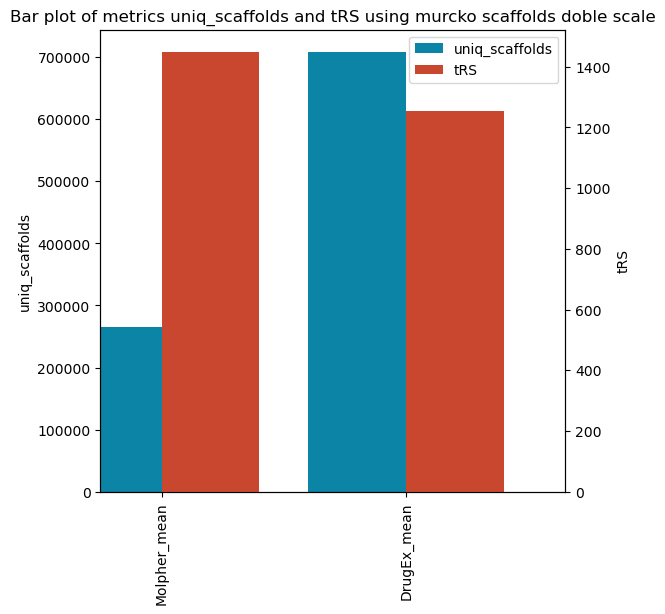 Bar plot of metrics uniq_scaffolds and tRS using murcko scaffolds doble scale
uniq_scaffolds
tRS
700000
600000
500000
400000
300000
200000
100000
0
uniq_scaffolds
1400
1200
1000
800
600
400
200
0
tRS
Molpher_mean
DrugEx_mean